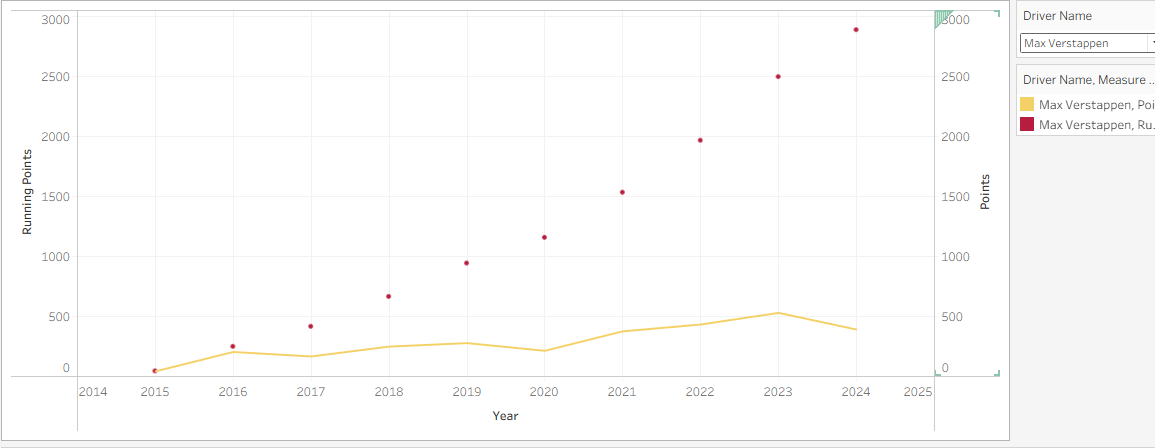 3000
2500
2000
1500
1000
500
0
Running Points
3000
2500
2000
1500
1000
500
0
Points
2014 2015 2016 2017 2018 2019 2020 2021 2022 2023 2024 2025
Year
Driver Name
Max Verstappen
Driver Name, Measure ..
Max Verstappen, Poi
Max Verstappen, Ru..